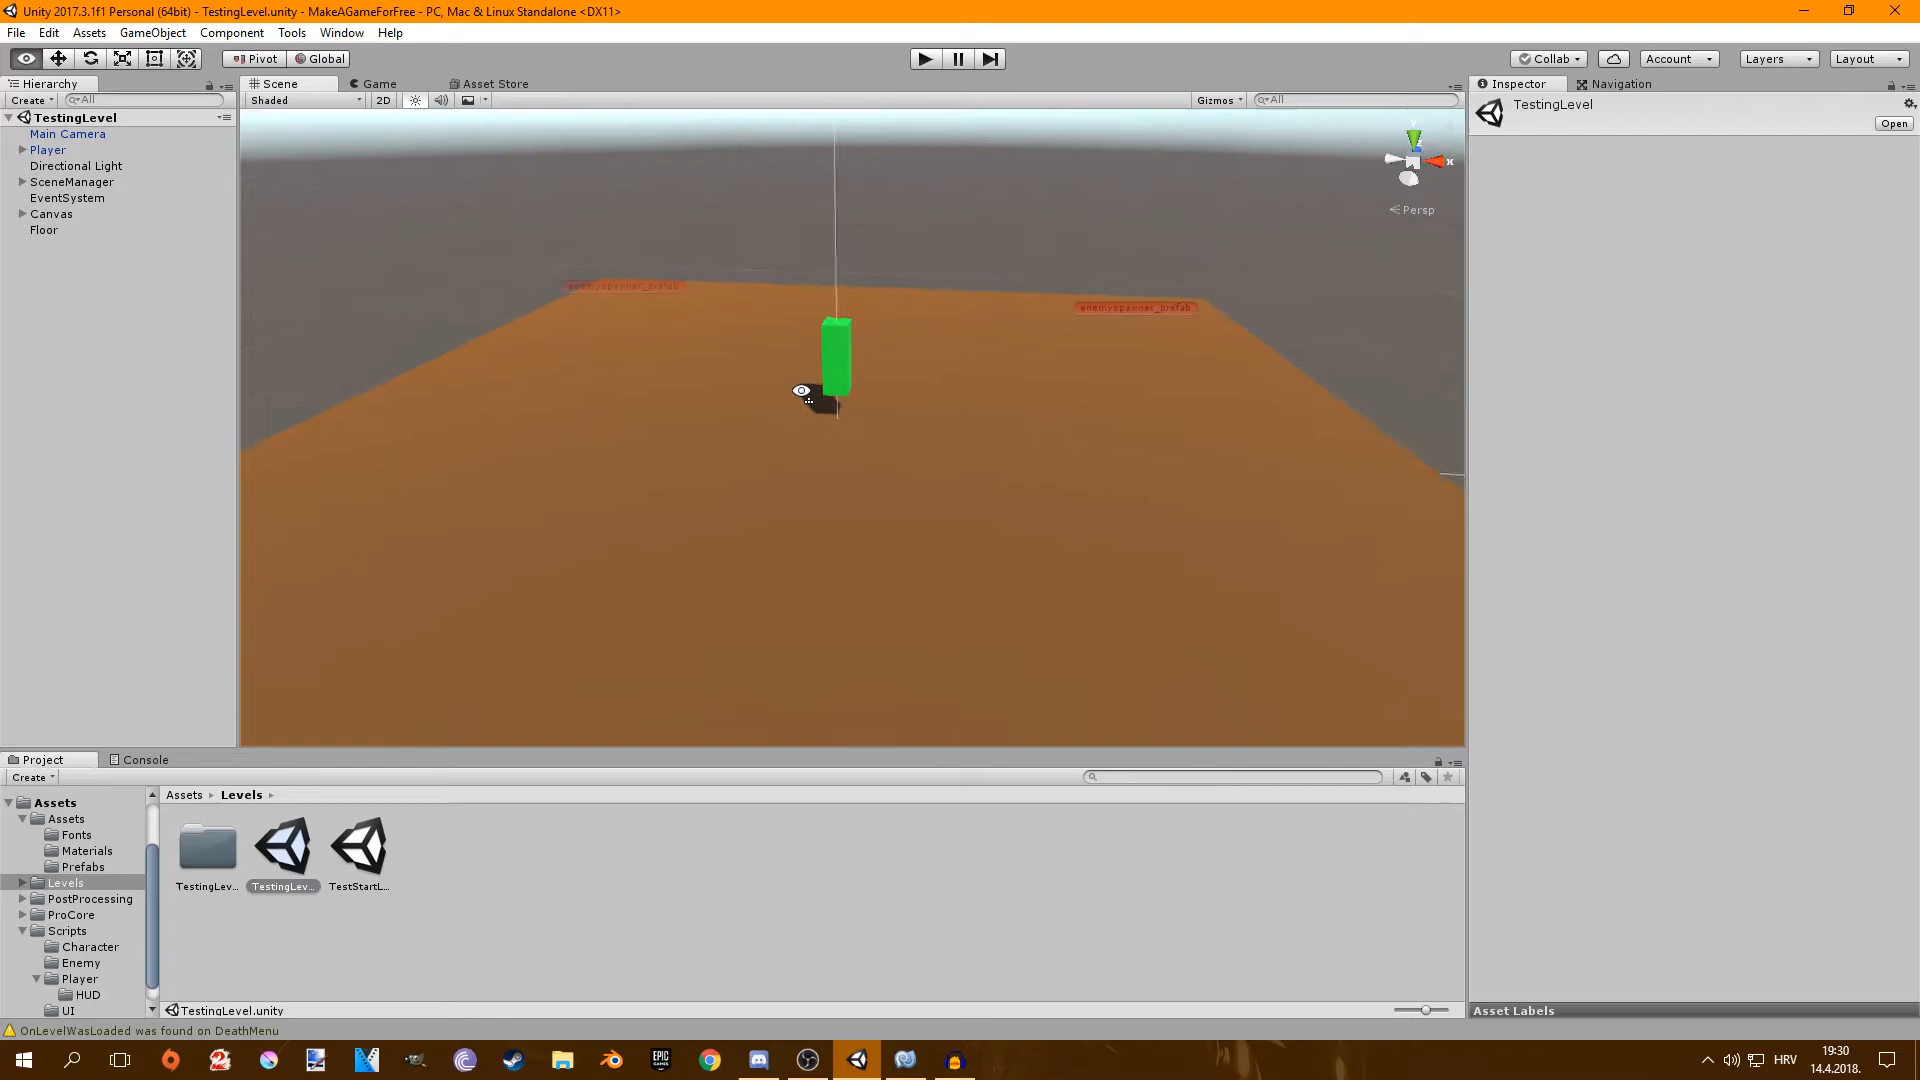 Unity 2017.3.1f1 Personal (64bit) - TestingLevel.unity - MakeAGameForFree - PC, Mac & Linux Standalone <DX11>
File Edit Assets GameObject Component Tools Window Help
Pivot Global Collab Account Layers Layout
Hierarchy Scene Game Asset Store Inspector Navigation
Create All Shaded 2D Gizmos All
TestingLevel
Open
TestingLevel
Main Camera
Player
Directional Light
SceneManager
EventSystem
Canvas
Floor
y
x
Persp
enemyspawner_prefab
enemyspawner_prefab
Project Console
Create
Assets
Assets
Fonts
Materials
Prefabs
Levels
PostProcessing
ProCore
Scripts
Character
Enemy
Player
HUD
UI
Assets Levels
TestingLev... TestingLev... TestStartL...
TestingLevel.unity
Asset Labels
OnLevelWasLoaded was found on DeathMenu
EPIC GAMES
HRV
19:30
14.4.2018.